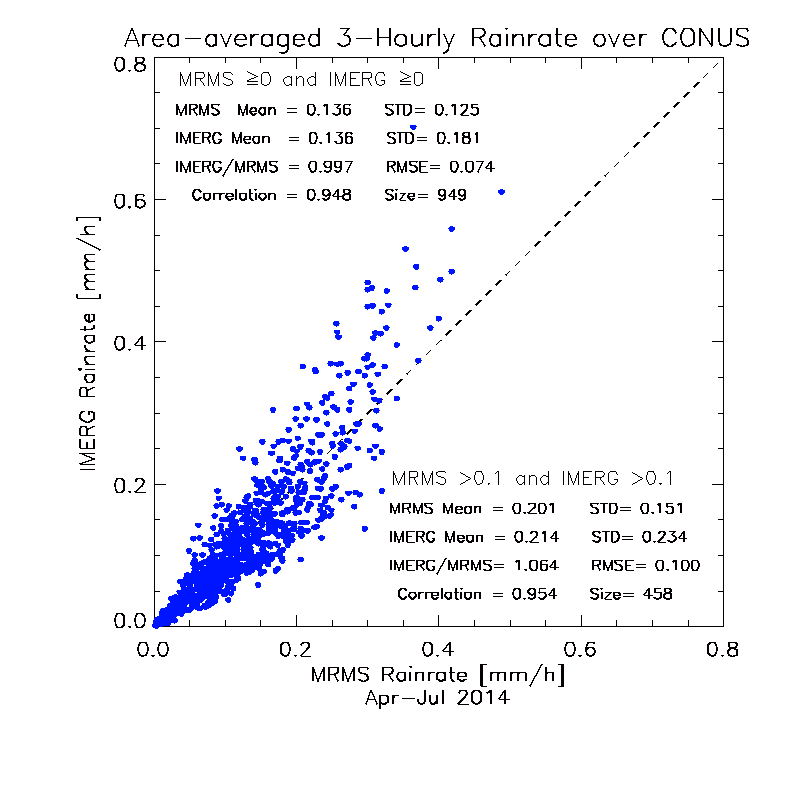 Area-averaged 3-Hourly Rainrate over CONUS
0.8
MRMS ≧0 and IMERG ≧0
MRMS Mean = 0.136 STD= 0.125
IMERG Mean = 0.136 STD= 0.181
IMERG/MRMS = 0.997 RMSE= 0.074
Correlation = 0.948 Size= 949
0.6
IMERG Rainrate [mm/h]
0.4
0.2
MRMS >0.1 and IMERG >0.1
MRMS Mean = 0.201 STD= 0.151
IMERG Mean = 0.214 STD= 0.234
IMERG/MRMS= 1.064 RMSE= 0.100
Correlation = 0.954 Size= 458
0.0
0.0 0.2 0.4 0.6 0.8
MRMS Rainrate [mm/h]
Apr-Jul 2014